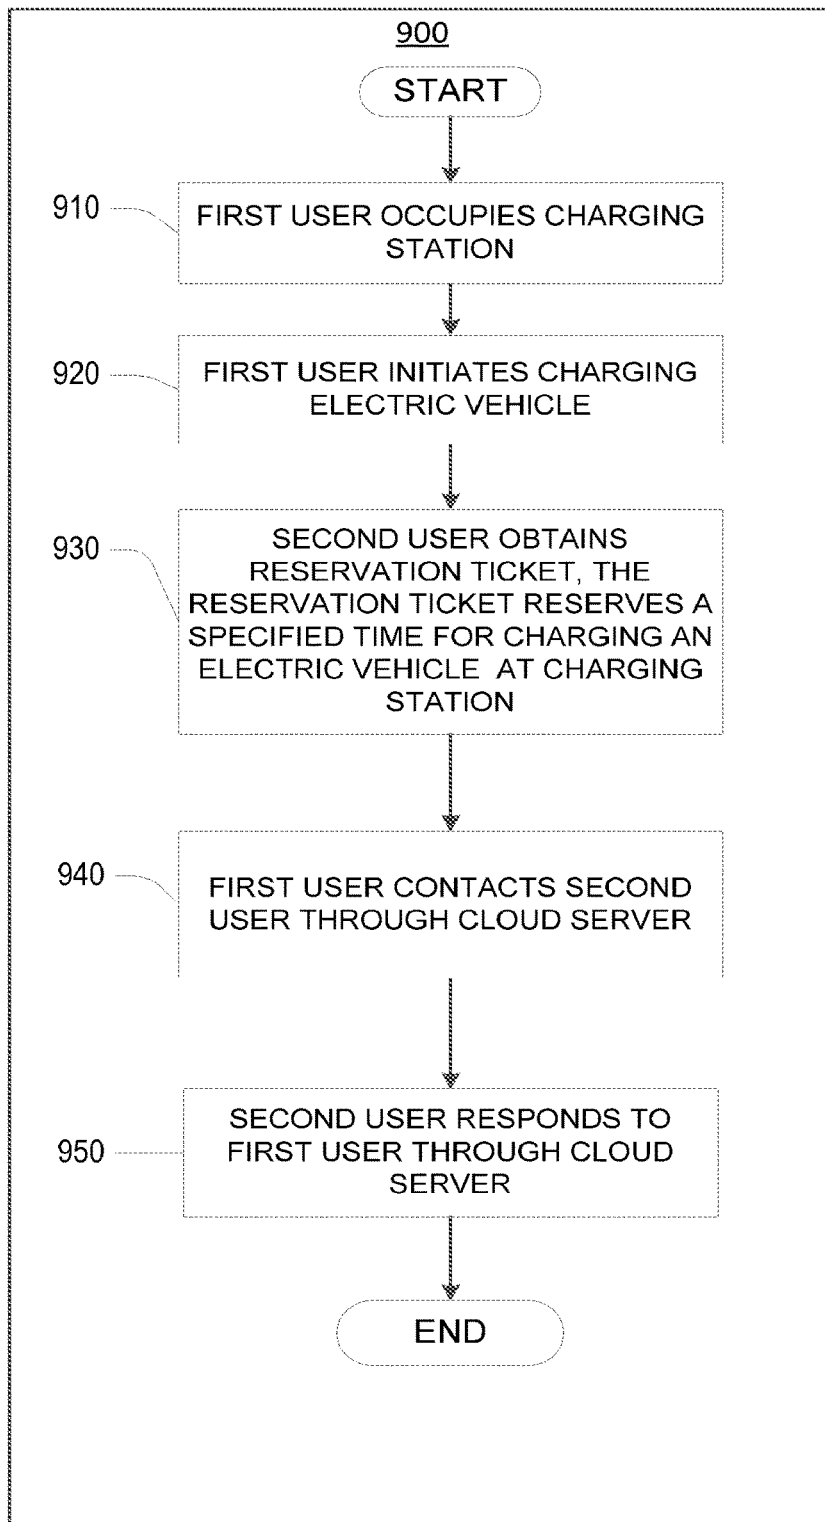 900
START
910
FIRST USER OCCUPIES CHARGING
STATION
920
FIRST USER INITIATES CHARGING
ELECTRIC VEHICLE
930
SECOND USER OBTAINS
RESERVATION TICKET, THE
RESERVATION TICKET RESERVES A
SPECIFIED TIME FOR CHARGING AN
ELECTRIC VEHICLE AT CHARGING
STATION
940
FIRST USER CONTACTS SECOND
USER THROUGH CLOUD SERVER
950
SECOND USER RESPONDS TO
FIRST USER THROUGH CLOUD
SERVER
END